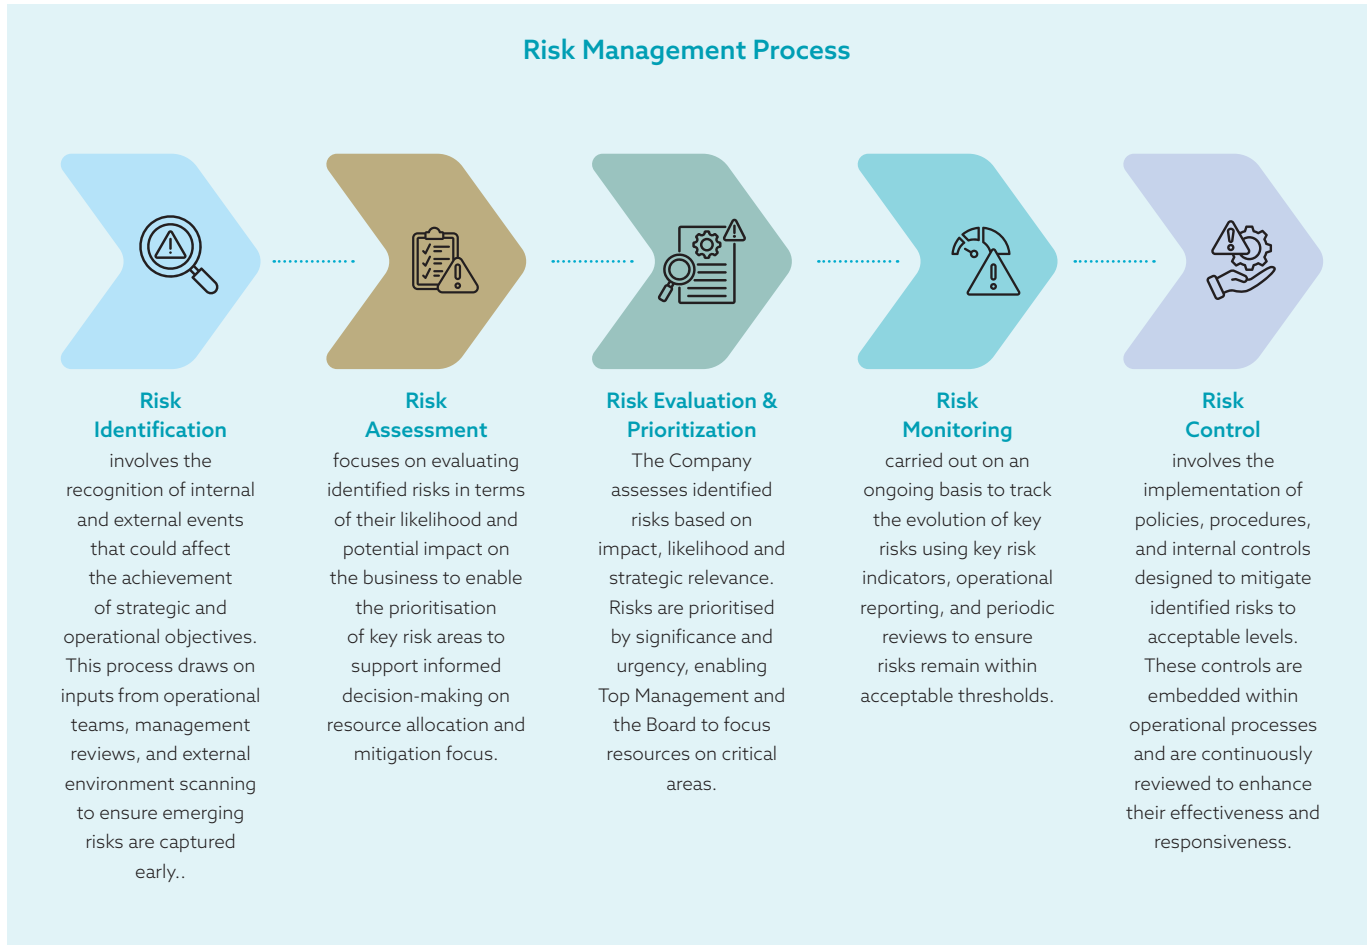 Risk Management Process
Risk
Identification
involves the
recognition of internal
and external events
that could affect
the achievement
of strategic and
operational objectives.
This process draws on
inputs from operational
teams, management
reviews, and external
environment scanning
to ensure emerging
risks are captured
early..
Risk
Assessment
focuses on evaluating
identified risks in terms
of their likelihood and
potential impact on
the business to enable
the prioritisation
of key risk areas to
support informed
decision-making on
resource allocation and
mitigation focus.
Risk Evaluation &
Prioritization
The Company
assesses identified
risks based on
impact, likelihood and
strategic relevance.
Risks are prioritised
by significance and
urgency, enabling
Top Management and
the Board to focus
resources on critical
areas.
Risk
Monitoring
carried out on an
ongoing basis to track
the evolution of key
risks using key risk
indicators, operational
reporting, and periodic
reviews to ensure
risks remain within
acceptable thresholds.
Risk
Control
involves the
implementation of
policies, procedures,
and internal controls
designed to mitigate
identified risks to
acceptable levels.
These controls are
embedded within
operational processes
and are continuously
reviewed to enhance
their effectiveness and
responsiveness.